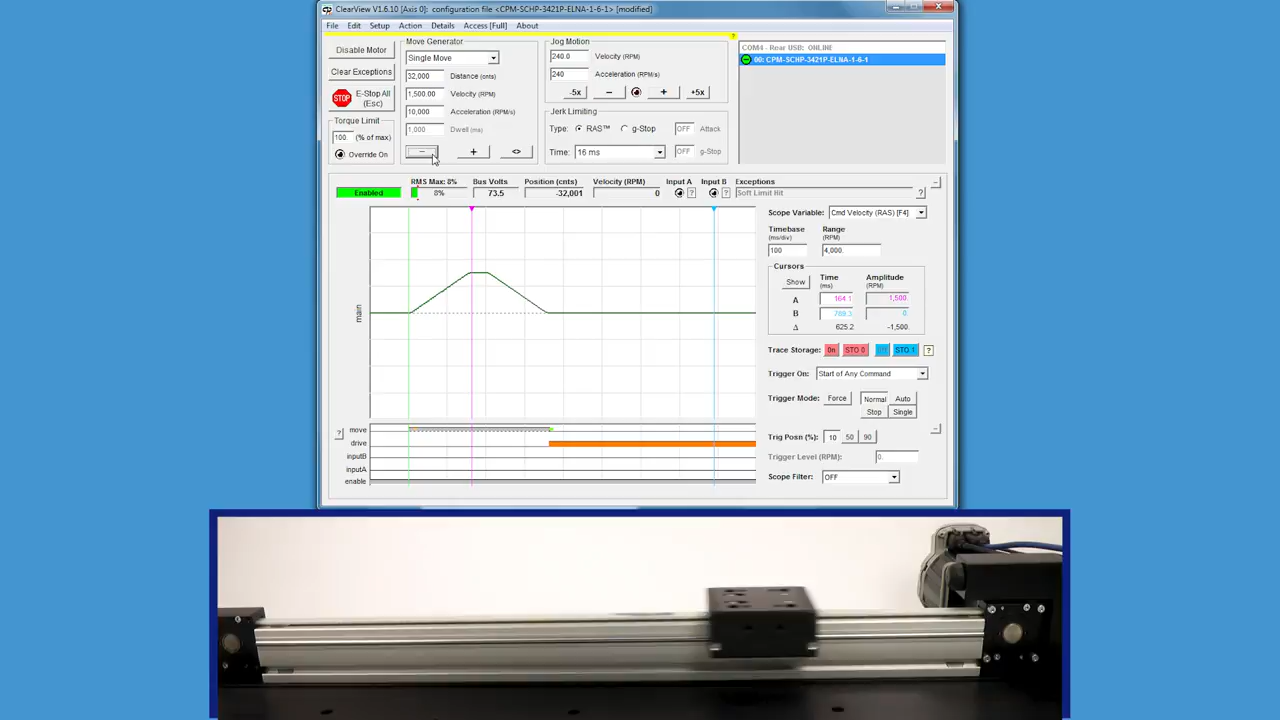 ClearView V1.6.10 [Axis 0]: configuration file <CPM-SCHP-3421P-ELNA-1-6-1> [modified]
File Edit Setup Action Details Access [Full] About
Disable Motor
Clear Exceptions
STOP E-Stop All (Esc)
Torque Limit
100. (% of max)
Override On
Move Generator
Single Move
32,000 Distance (cnts)
1,500.00 Velocity (RPM)
10,000 Acceleration (RPM/s)
1,000 Dwell (ms)
− + <>
Jog Motion
240.0 Velocity (RPM)
240 Acceleration (RPM/s)
-5x − + +5x
Jerk Limiting
Type: RAS™ g-Stop OFF Attack
Time: 16 ms OFF g-Stop
COM4 - Rear USB: ONLINE
00: CPM-SCHP-3421P-ELNA-1-6-1
RMS Max: 8% Bus Volts Position (cnts) Velocity (RPM) Input A Input B Exceptions
Enabled 8% 73.5 -32,001 0 ? ? Soft Limit Hit ?
main
move
drive
inputB
inputA
enable
?
Scope Variable: Cmd Velocity (RAS) [F4]
Timebase (ms/div) Range (RPM)
100 4,000.
Cursors
Show Time (ms) Amplitude (RPM)
A 164.1 1,500.
B 789.3 0.
Δ 625.2 -1,500.
Trace Storage: On STO 0 STO 1 ?
Trigger On: Start of Any Command
Trigger Mode: Force Normal Auto
Stop Single
Trig Posn (%): 10 50 90
Trigger Level (RPM): 0.
Scope Filter: OFF